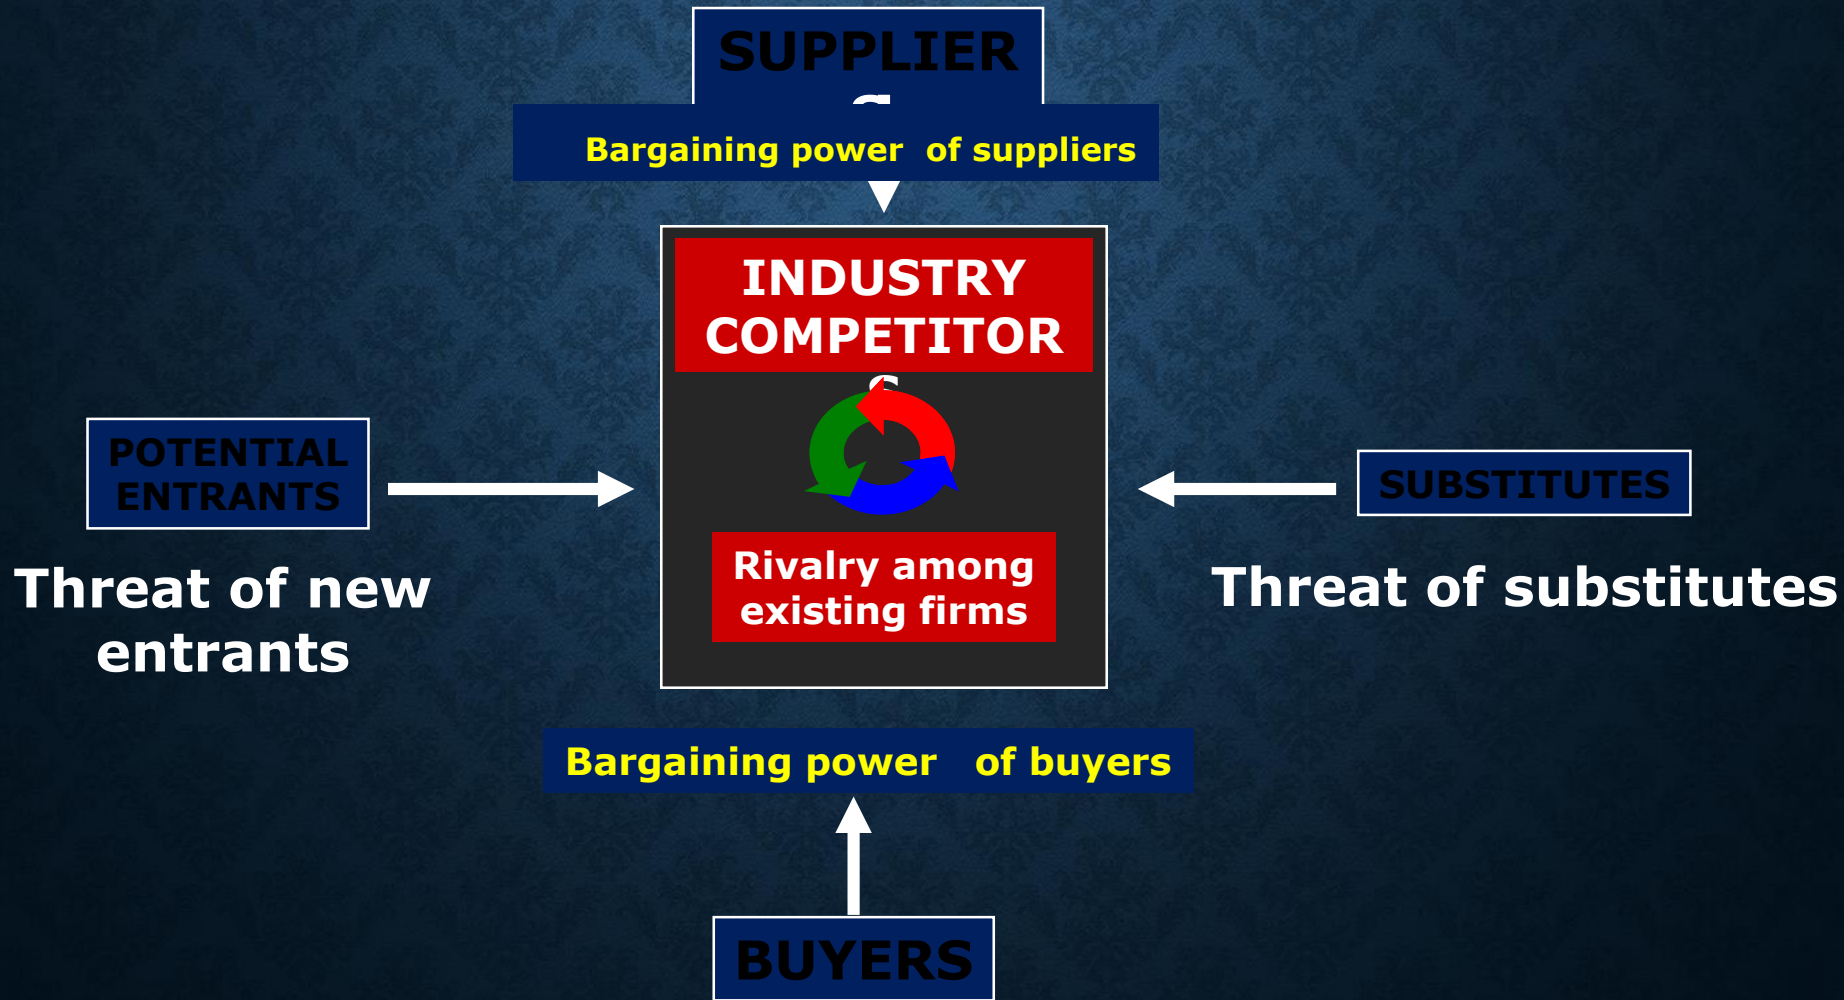 SUPPLIER
S
Bargaining power of suppliers
INDUSTRY
COMPETITOR
S
POTENTIAL
ENTRANTS
SUBSTITUTES
Threat of new
entrants
Rivalry among
existing firms
Threat of substitutes
Bargaining power of buyers
BUYERS